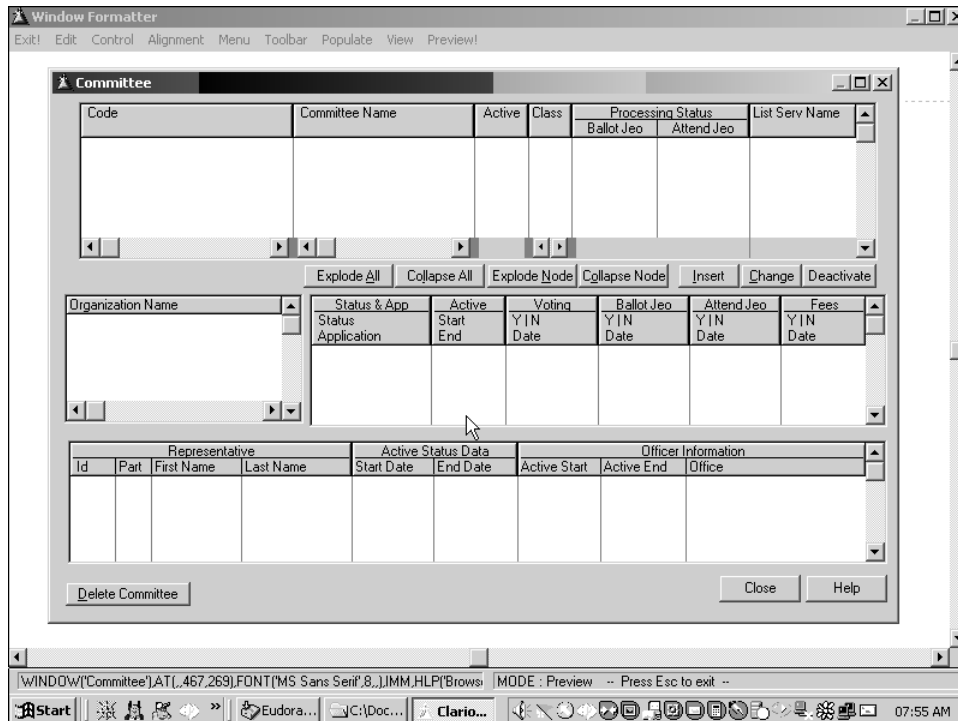 Window Formatter
Exit! Edit Control Alignment Menu Toolbar Populate View Preview!
Committee
Code Committee Name Active Class Processing Status List Serv Name
Ballot Jeo Attend Jeo
Explode All Collapse All Explode Node Collapse Node Insert Change Deactivate
Organization Name Status & App Active Voting Ballot Jeo Attend Jeo Fees
Status Start Y|N Y|N Y|N Y|N
Application End Date Date Date Date
Representative Active Status Data Officer Information
Id Part First Name Last Name Start Date End Date Active Start Active End Office
Delete Committee Close Help
WINDOW('Committee'),AT(,,467,269),FONT('MS Sans Serif',8,,),IMM,HLP('Brows MODE : Preview -- Press Esc to exit --
Start » Eudora... C:\Doc... Clario... 07:55 AM